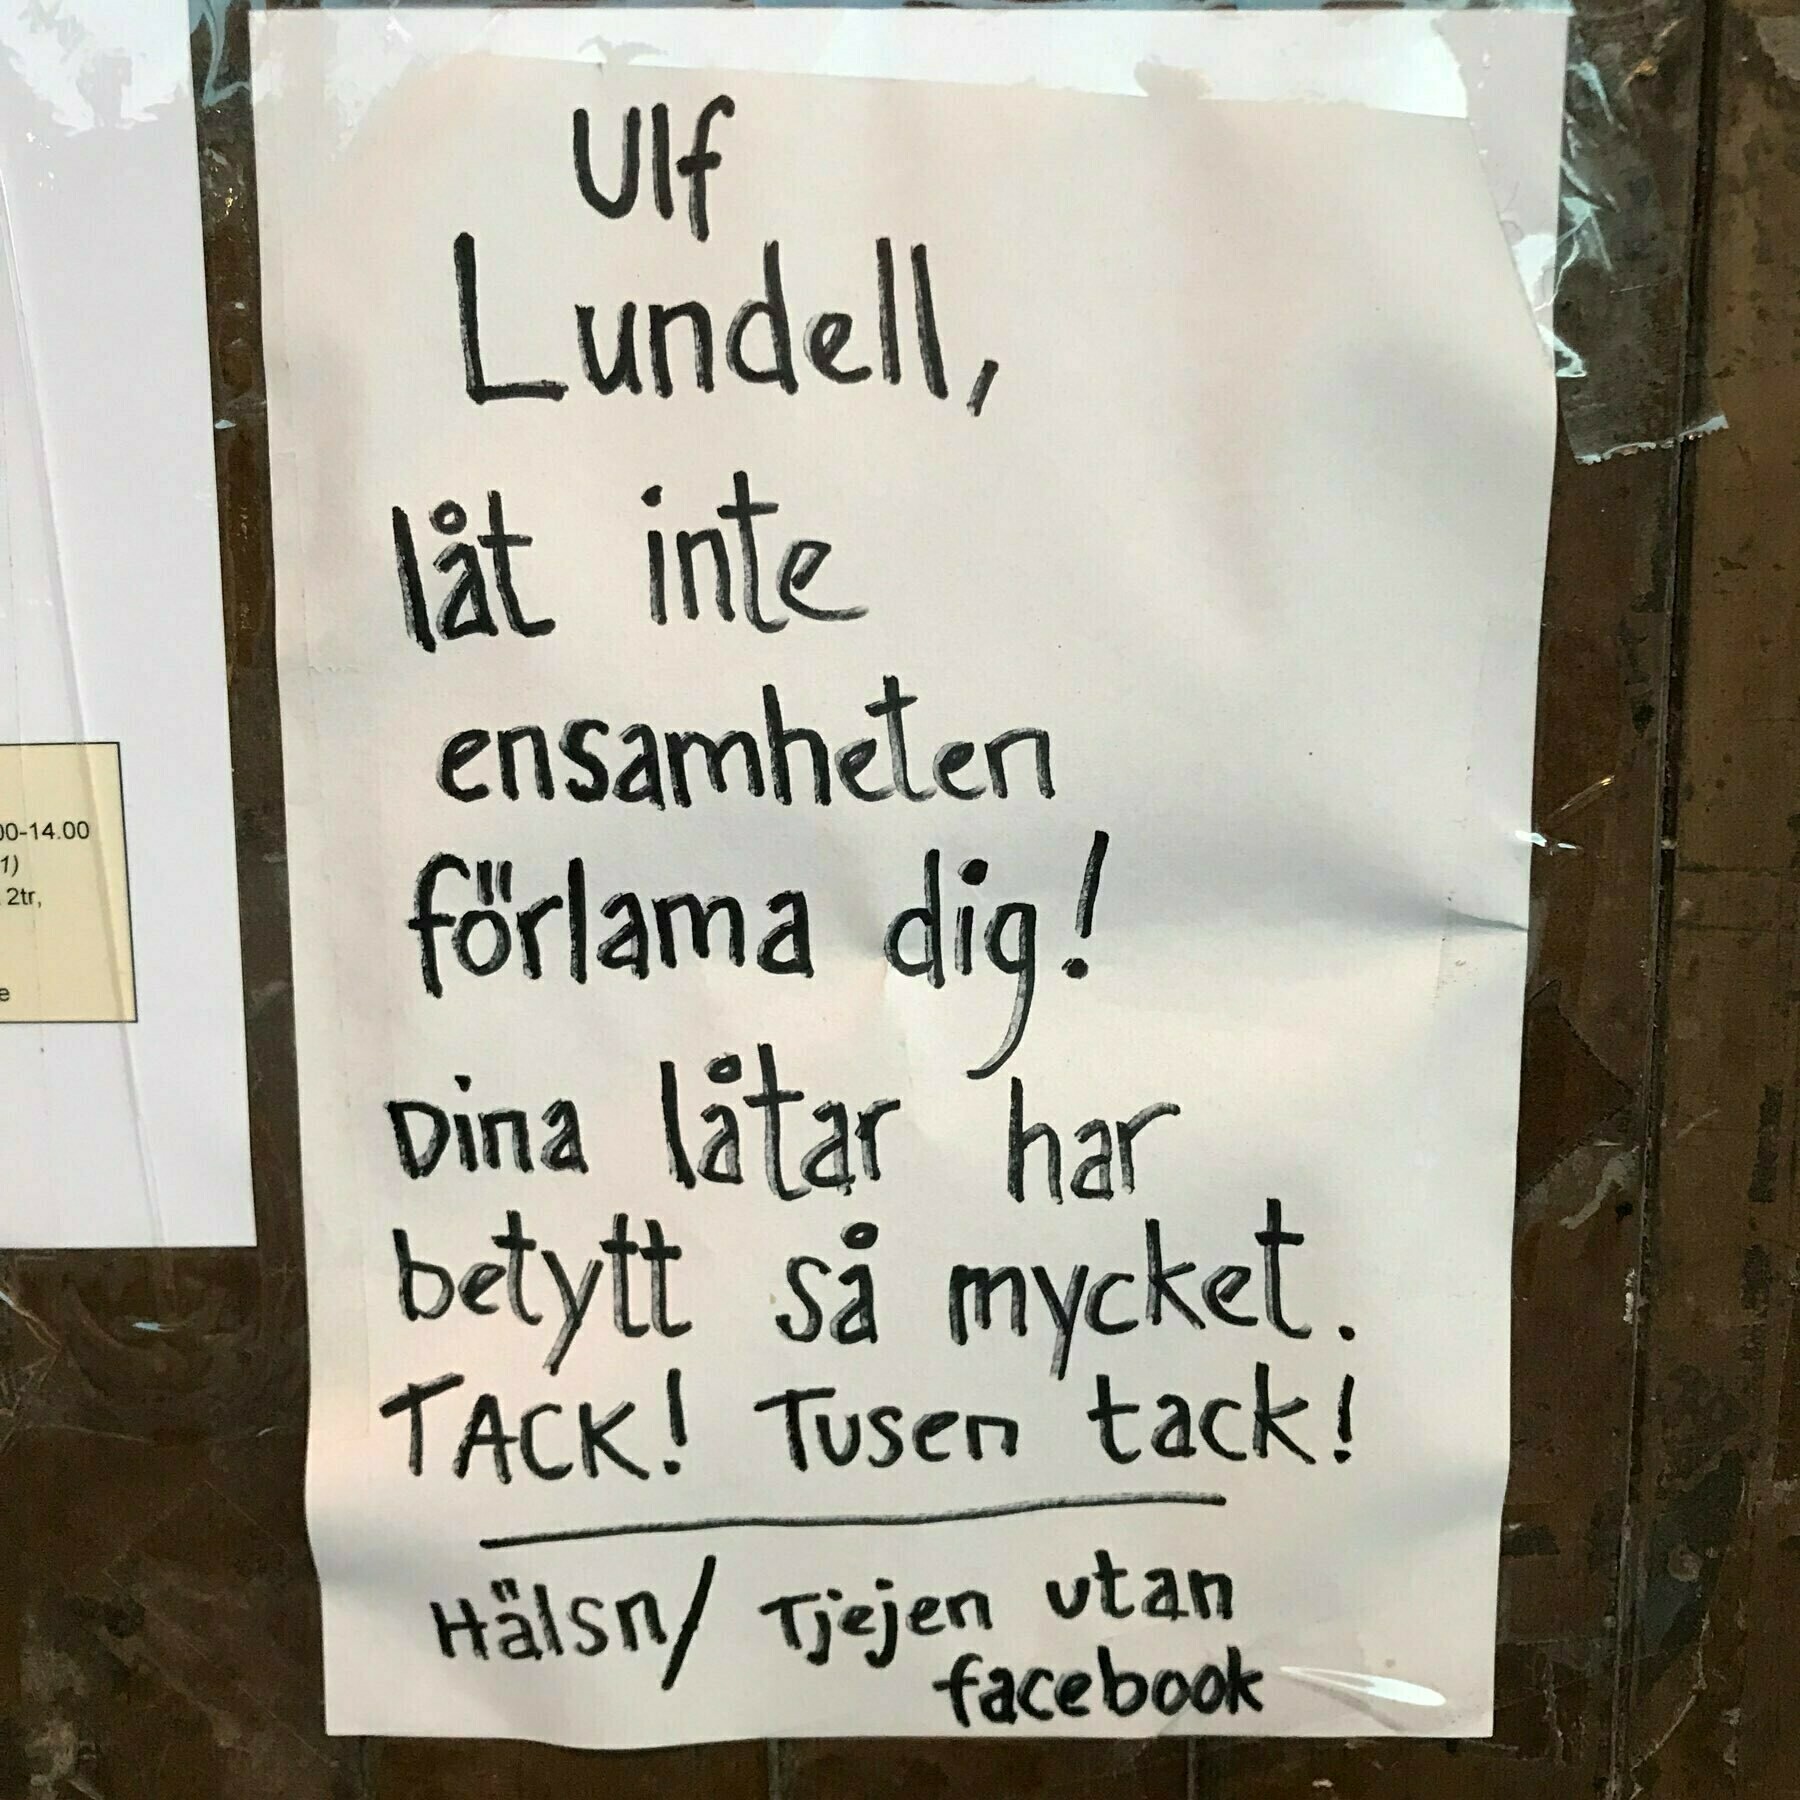 Ulf
Lundell,
låt inte
ensamheten
förlama dig!
Dina låtar har
betytt så mycket.
TACK! Tusen tack!
Hälsn/ Tjejen utan
facebook
00-14.00
1)
2tr,
e